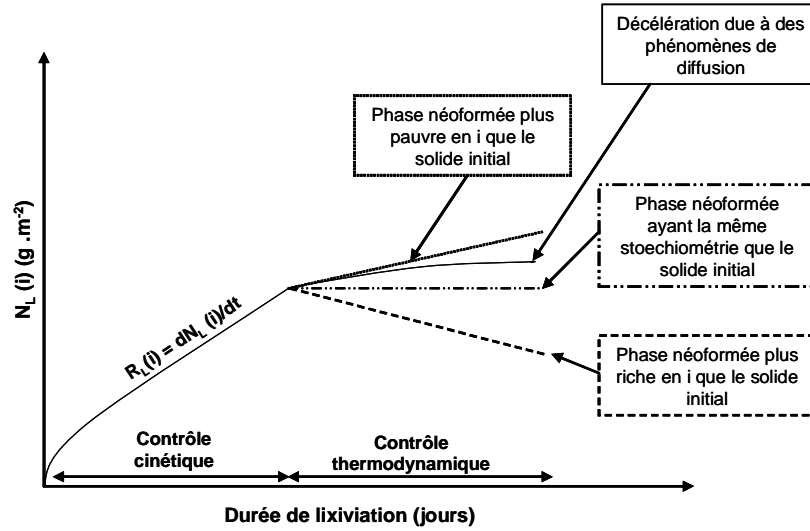 Décélération due à des
phénomènes de
diffusion
Phase néoformée plus
pauvre en i que le
solide initial
Phase néoformée
ayant la même
stoechiométrie que le
solide initial
Phase néoformée plus
riche en i que le solide
initial
N_L (i) (g .m⁻²)
R_L(i) = dN_L(i)/dt
Contrôle
cinétique
Contrôle
thermodynamique
Durée de lixiviation (jours)